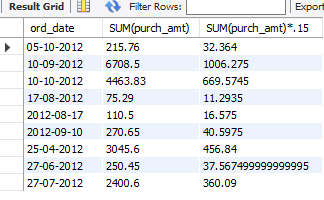 Result Grid Filter Rows: Export
ord_date SUM(purch_amt) SUM(purch_amt)*.15
05-10-2012 215.76 32.364
10-09-2012 6708.5 1006.275
10-10-2012 4463.83 669.5745
17-08-2012 75.29 11.2935
2012-08-17 110.5 16.575
2012-09-10 270.65 40.5975
25-04-2012 3045.6 456.84
27-06-2012 250.45 37.567499999999995
27-07-2012 2400.6 360.09